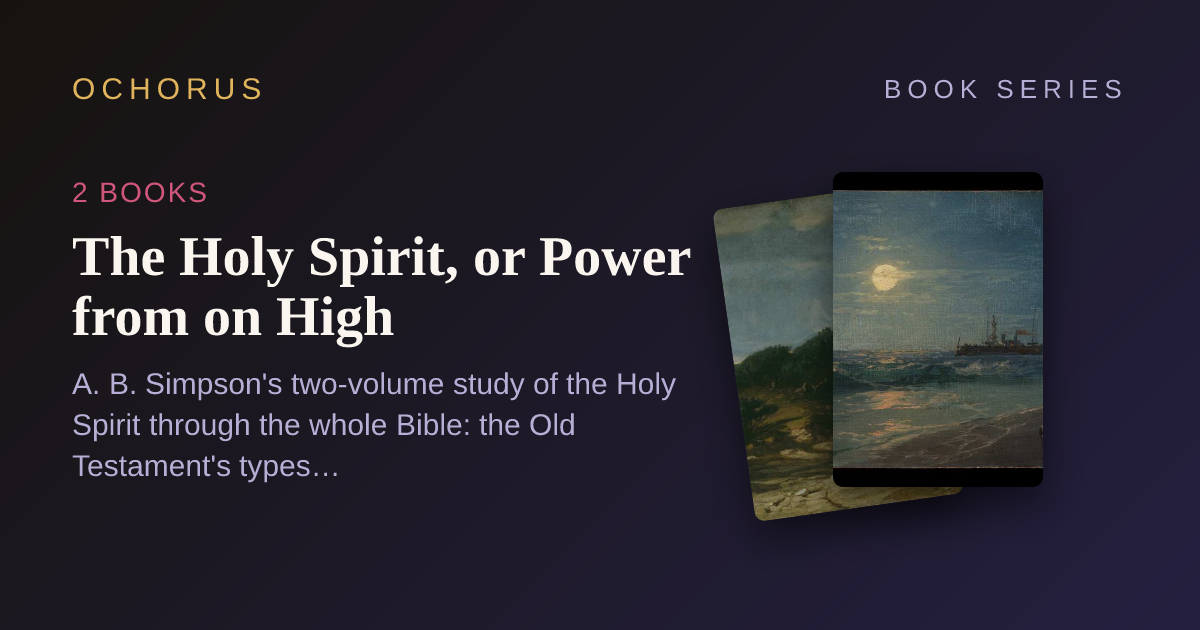 OCHORUS
BOOK SERIES
2 BOOKS
The Holy Spirit, or Power
from on High
A. B. Simpson's two-volume study of the Holy
Spirit through the whole Bible: the Old
Testament's types…